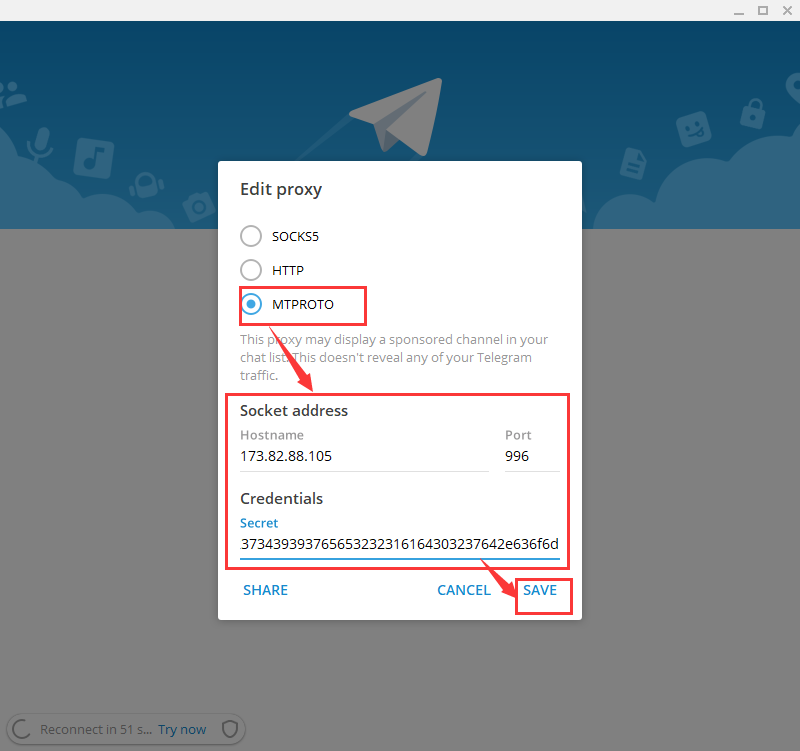 Edit proxy
SOCKS5
HTTP
MTPROTO
This proxy may display a sponsored channel in your
chat list. This doesn't reveal any of your Telegram
traffic.
Socket address
Hostname Port
173.82.88.105 996
Credentials
Secret
37343939376565323231616430323764​2e636f6d
SHARE CANCEL SAVE
Reconnect in 51 s... Try now